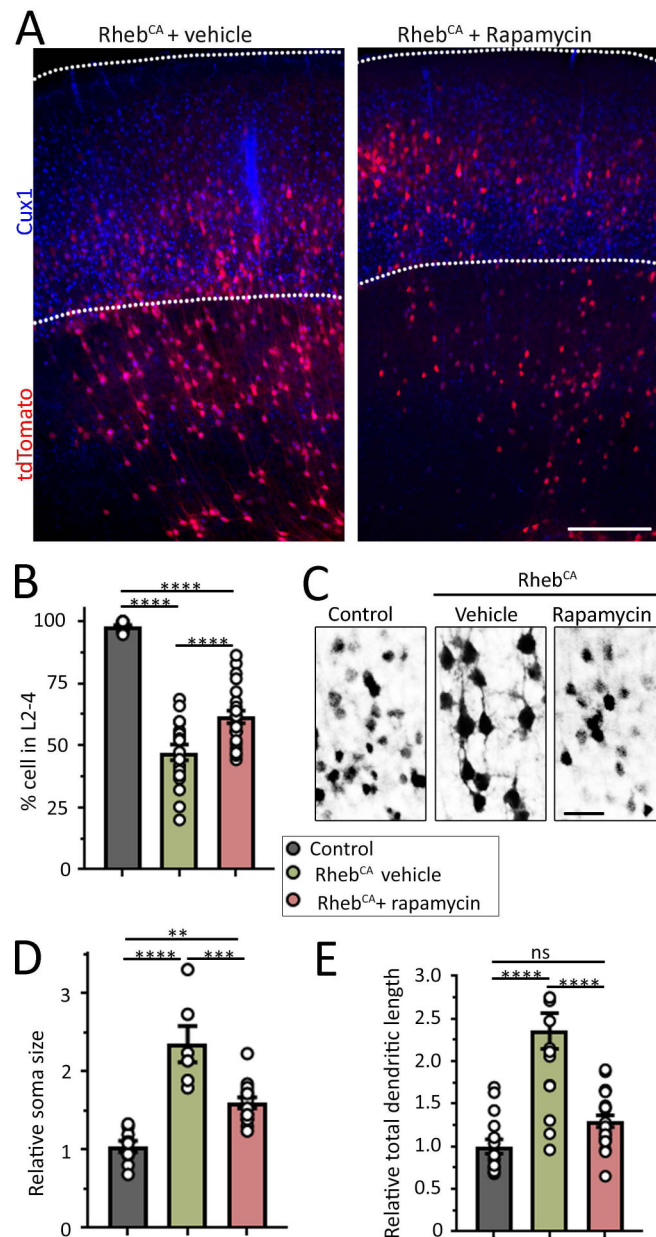 A
Rheb^CA + vehicle
Rheb^CA + Rapamycin
Cux1
tdTomato
B
****
****
****
100
75
50
25
0
% cell in L2-4
C
Rheb^CA
Control
Vehicle
Rapamycin
Control
Rheb^CA vehicle
Rheb^CA+ rapamycin
D
**
****
***
3
2
1
0
Relative soma size
E
ns
****
****
3.0
2.5
2.0
1.5
1.0
0.5
0.0
Relative total dendritic length